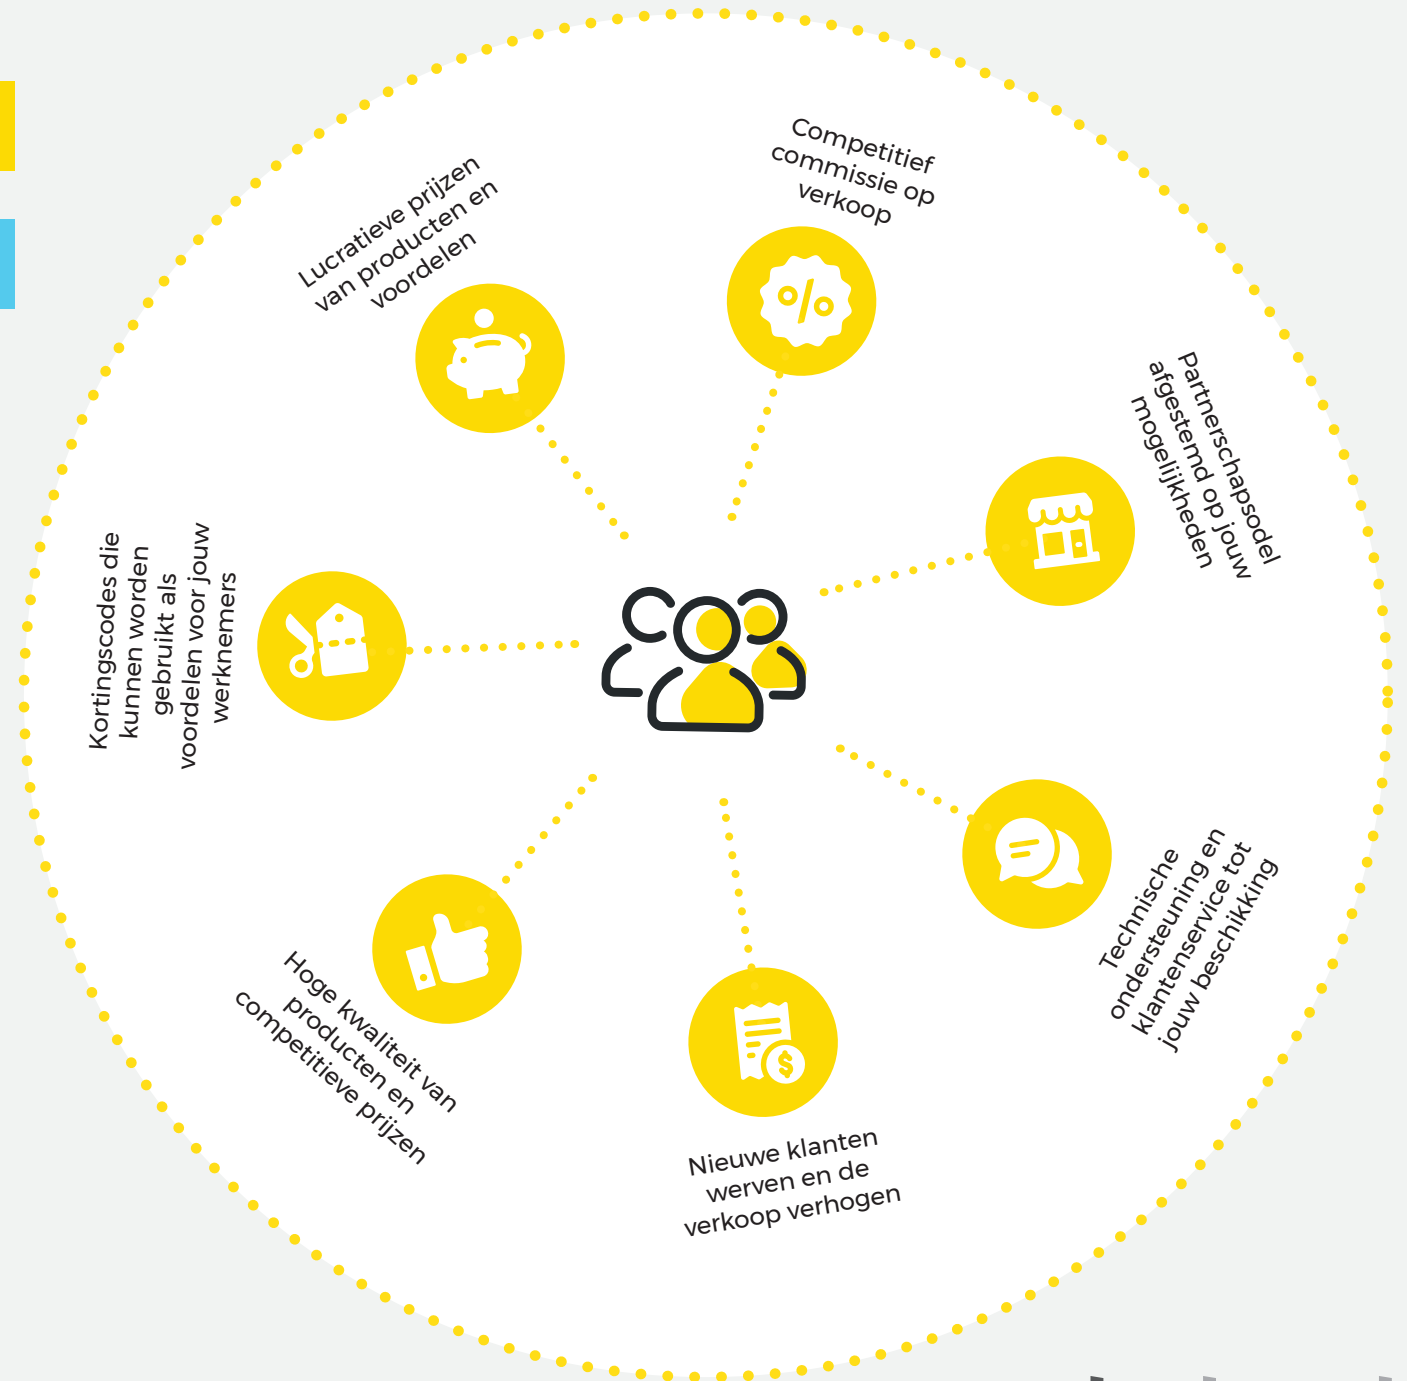 Competitief
commissie op
verkoop
Partnerschapsodel
afgestemd op jouw
mogelijkheden
Technische
ondersteuning en
klantenservice tot
jouw beschikking
Nieuwe klanten
werven en de
verkoop verhogen
Hoge kwaliteit van
producten en
competitieve prijzen
Kortingscodes die
kunnen worden
gebruikt als
voordelen voor jouw
werknemers
Lucratieve prijzen
van producten en
voordelen